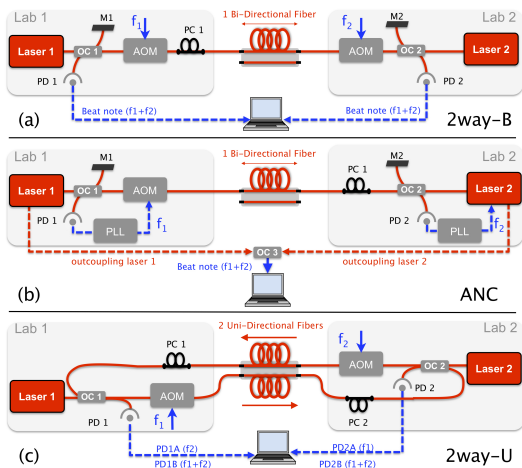 Lab 1
Lab 2
M1
f1
PC 1
1 Bi-Directional Fiber
f2
M2
Laser 1
OC 1
AOM
AOM
OC 2
Laser 2
PD 1
PD 2
Beat note (f1+f2)
Beat note (f1+f2)
(a)
2way-B
Lab 1
Lab 2
M1
1 Bi-Directional Fiber
PC 1
M2
Laser 1
OC 1
AOM
OC 2
Laser 2
PD 1
PLL
f1
PD 2
PLL
f2
outcoupling laser 1
OC 3
outcoupling laser 2
Beat note (f1+f2)
(b)
ANC
Lab 1
Lab 2
2 Uni-Directional Fibers
PC 1
f2
AOM
OC 2
Laser 2
Laser 1
OC 1
AOM
PD 2
PD 1
f1
PC 2
PD1A (f2)
PD2A (f1)
PD1B (f1+f2)
PD2B (f1+f2)
(c)
2way-U